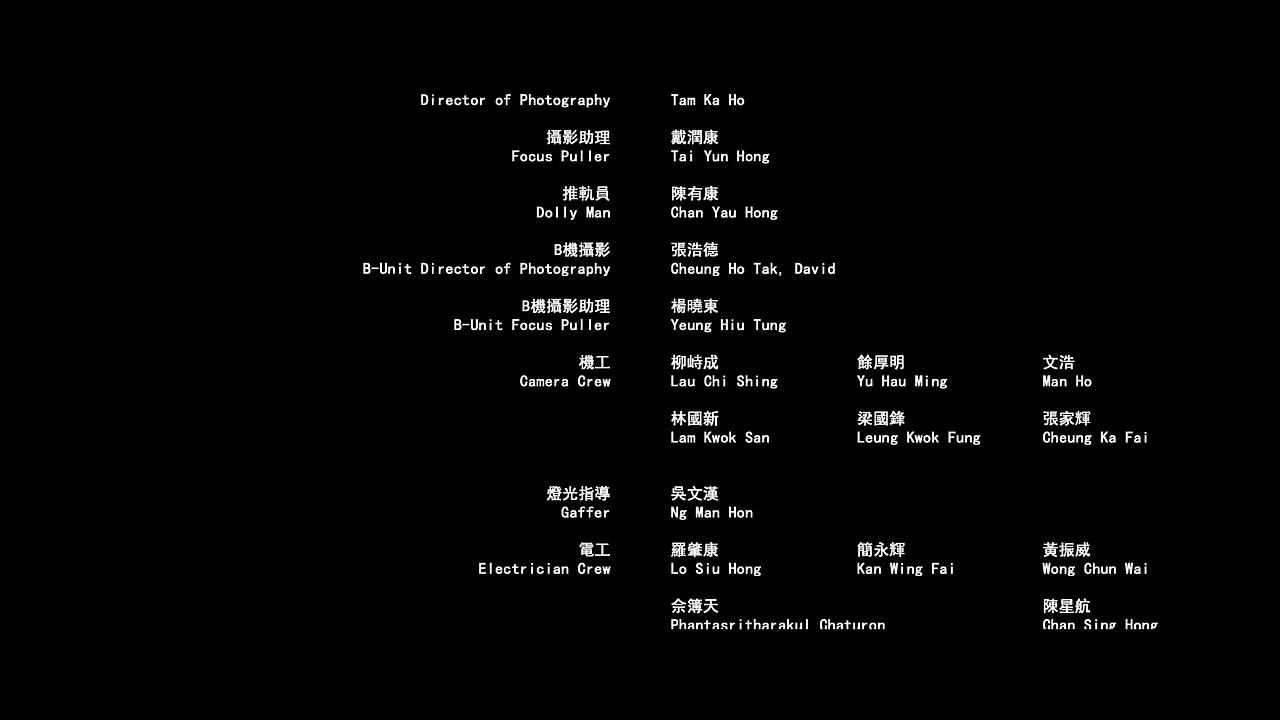 Director of Photography Tam Ka Ho
攝影助理 戴潤康
Focus Puller Tai Yun Hong
推軌員 陳有康
Dolly Man Chan Yau Hong
B機攝影 張浩德
B-Unit Director of Photography Cheung Ho Tak, David
B機攝影助理 楊曉東
B-Unit Focus Puller Yeung Hiu Tung
機工 柳峙成 餘厚明 文浩
Camera Crew Lau Chi Shing Yu Hau Ming Man Ho
林國新 梁國鋒 張家輝
Lam Kwok San Leung Kwok Fung Cheung Ka Fai
燈光指導 吳文漢
Gaffer Ng Man Hon
電工 羅肇康 簡永輝 黃振威
Electrician Crew Lo Siu Hong Kan Wing Fai Wong Chun Wai
佘簿天 陳星航
Phantasritharakul Chaturon Chan Sing Hong